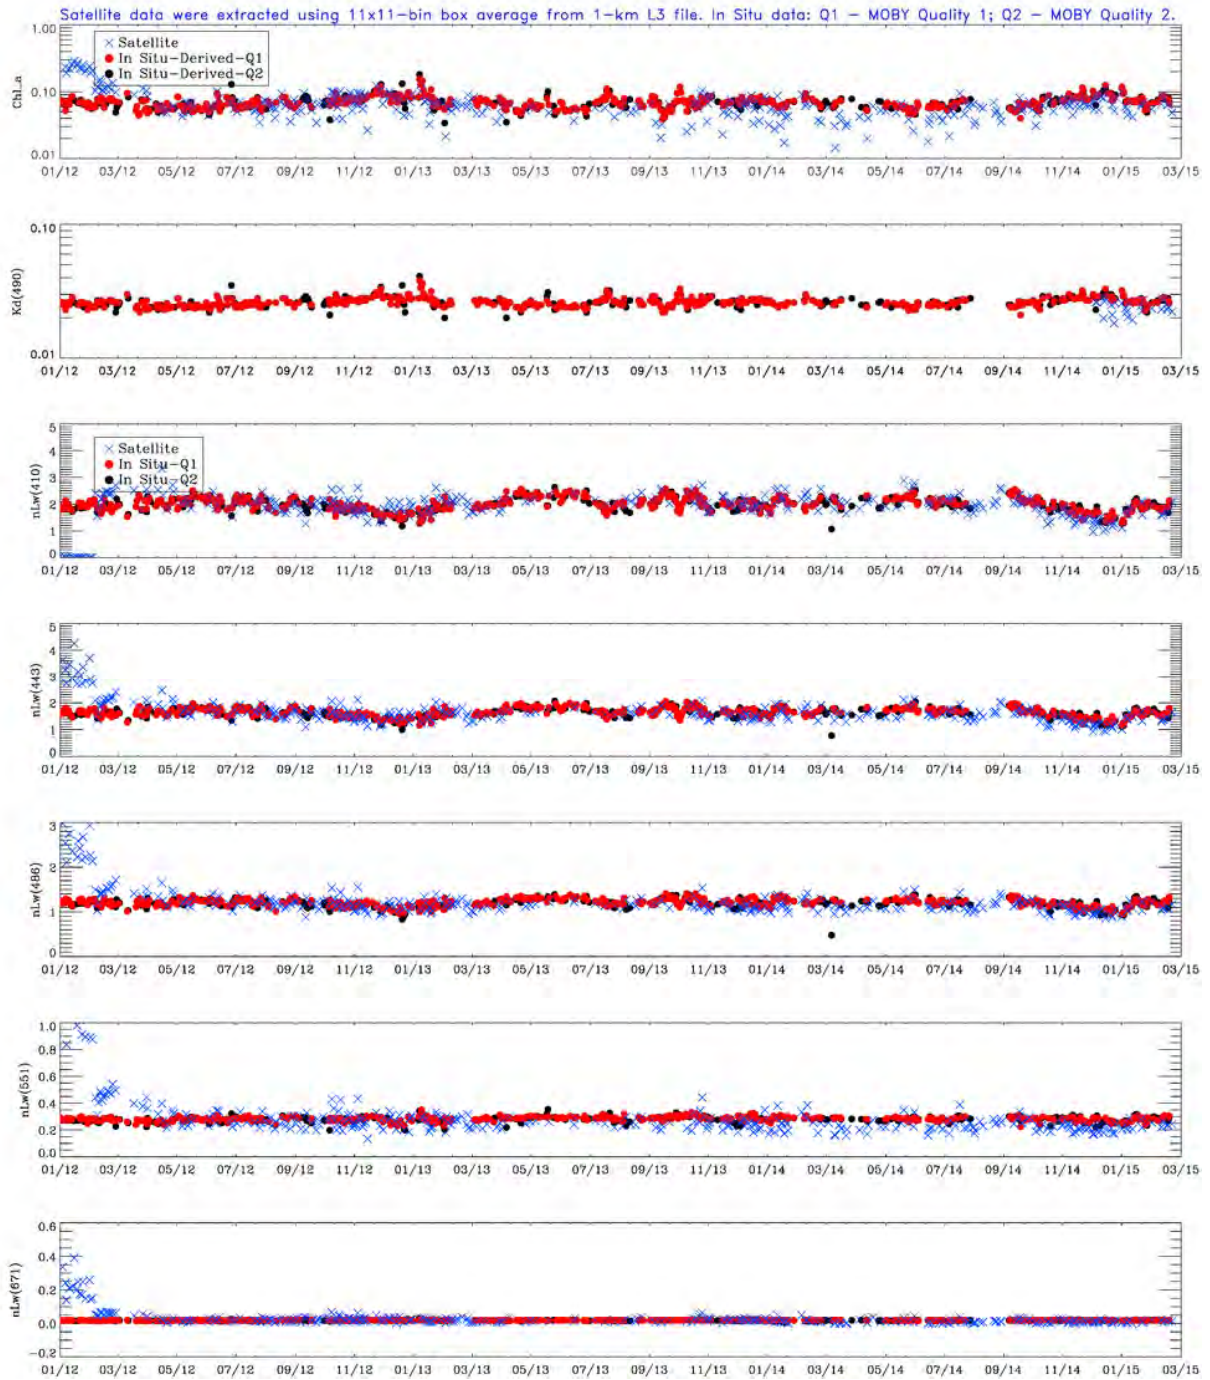 Satellite data were extracted using 11x11-bin box average from 1-km L3 file. In Situ data: Q1 - MOBY Quality 1; Q2 - MOBY Quality 2.
1.00
0.10
0.01
Chl_a
Satellite
In Situ-Derived-Q1
In Situ-Derived-Q2
01/12 03/12 05/12 07/12 09/12 11/12 01/13 03/13 05/13 07/13 09/13 11/13 01/14 03/14 05/14 07/14 09/14 11/14 01/15 03/15
0.10
0.01
Kd(490)
01/12 03/12 05/12 07/12 09/12 11/12 01/13 03/13 05/13 07/13 09/13 11/13 01/14 03/14 05/14 07/14 09/14 11/14 01/15 03/15
5
4
3
2
1
0
nLw(410)
Satellite
In Situ-Q1
In Situ-Q2
01/12 03/12 05/12 07/12 09/12 11/12 01/13 03/13 05/13 07/13 09/13 11/13 01/14 03/14 05/14 07/14 09/14 11/14 01/15 03/15
5
4
3
2
1
0
nLw(443)
01/12 03/12 05/12 07/12 09/12 11/12 01/13 03/13 05/13 07/13 09/13 11/13 01/14 03/14 05/14 07/14 09/14 11/14 01/15 03/15
3
2
1
0
nLw(486)
01/12 03/12 05/12 07/12 09/12 11/12 01/13 03/13 05/13 07/13 09/13 11/13 01/14 03/14 05/14 07/14 09/14 11/14 01/15 03/15
1.0
0.8
0.6
0.4
0.2
0.0
nLw(551)
01/12 03/12 05/12 07/12 09/12 11/12 01/13 03/13 05/13 07/13 09/13 11/13 01/14 03/14 05/14 07/14 09/14 11/14 01/15 03/15
0.6
0.4
0.2
0.0
-0.2
nLw(671)
01/12 03/12 05/12 07/12 09/12 11/12 01/13 03/13 05/13 07/13 09/13 11/13 01/14 03/14 05/14 07/14 09/14 11/14 01/15 03/15